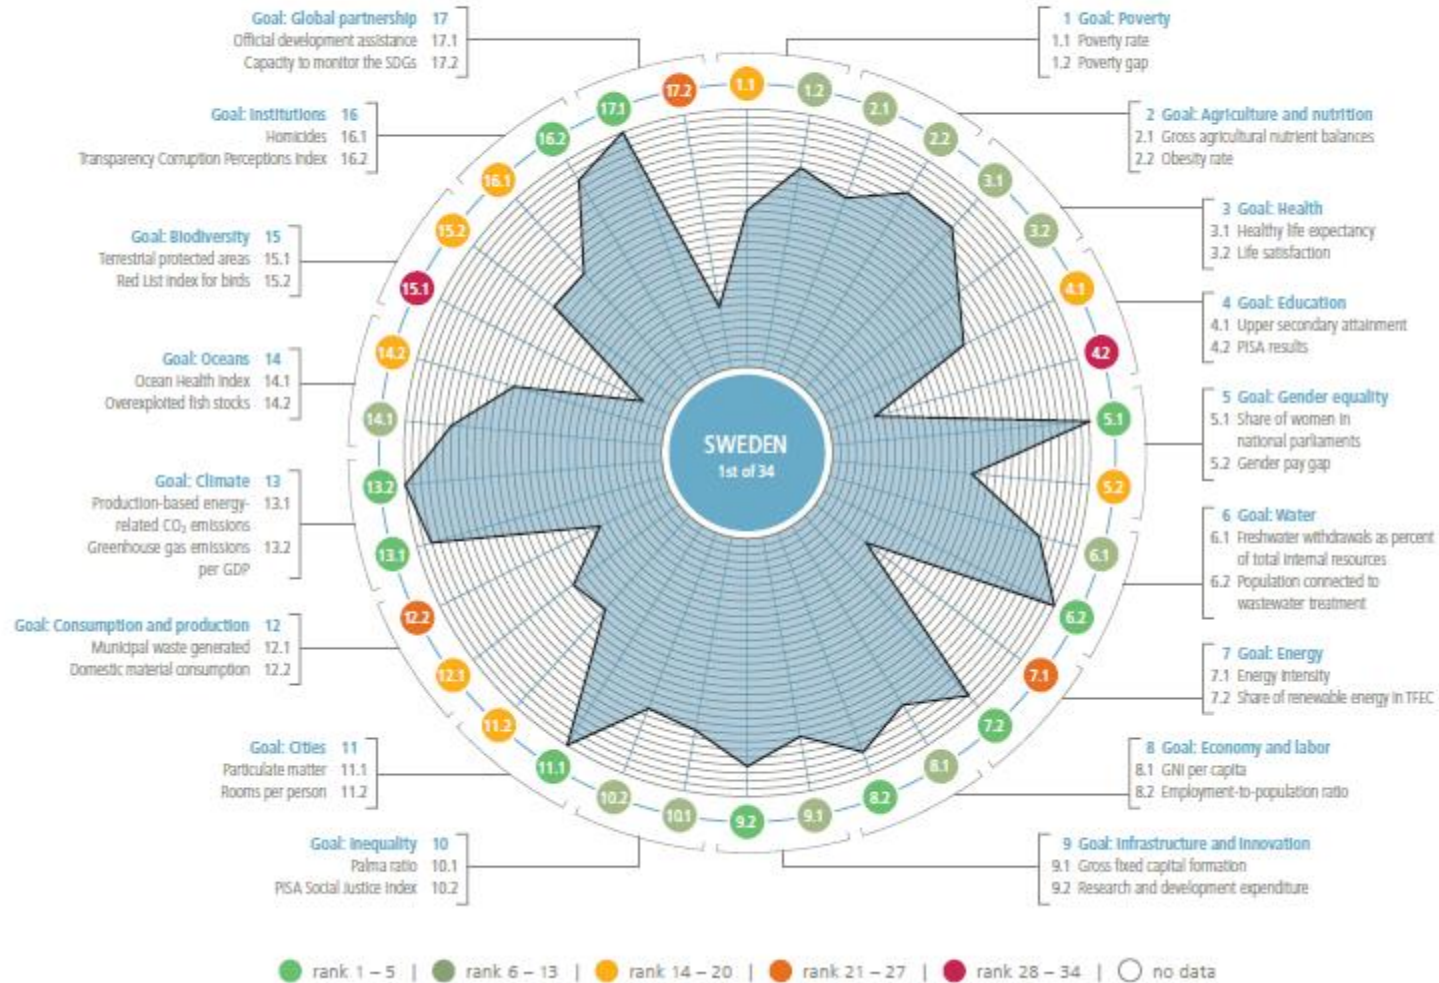 Goal: Global partnership 17
Official development assistance 17.1
Capacity to monitor the SDGs 17.2
1 Goal: Poverty
1.1 Poverty rate
1.2 Poverty gap
Goal: Institutions 16
Homicides 16.1
Transparency Corruption Perceptions Index 16.2
2 Goal: Agriculture and nutrition
2.1 Gross agricultural nutrient balances
2.2 Obesity rate
Goal: Biodiversity 15
Terrestrial protected areas 15.1
Red List Index for birds 15.2
3 Goal: Health
3.1 Healthy life expectancy
3.2 Life satisfaction
4 Goal: Education
4.1 Upper secondary attainment
4.2 PISA results
Goal: Oceans 14
Ocean Health Index 14.1
Overexploited fish stocks 14.2
5 Goal: Gender equality
5.1 Share of women in
national parliaments
5.2 Gender pay gap
Goal: Climate 13
Production-based energy- 13.1
related CO₂ emissions
Greenhouse gas emissions 13.2
per GDP
6 Goal: Water
6.1 Freshwater withdrawals as percent
of total internal resources
6.2 Population connected to
wastewater treatment
Goal: Consumption and production 12
Municipal waste generated 12.1
Domestic material consumption 12.2
7 Goal: Energy
7.1 Energy intensity
7.2 Share of renewable energy in TFEC
Goal: Cities 11
Particulate matter 11.1
Rooms per person 11.2
8 Goal: Economy and labor
8.1 GNI per capita
8.2 Employment-to-population ratio
Goal: Inequality 10
Palma ratio 10.1
PISA Social Justice Index 10.2
9 Goal: Infrastructure and innovation
9.1 Gross fixed capital formation
9.2 Research and development expenditure
1.1
1.2
2.1
2.2
3.1
3.2
4.1
4.2
5.1
5.2
6.1
6.2
7.1
7.2
8.1
8.2
9.1
9.2
10.1
10.2
11.1
11.2
12.1
12.2
13.1
13.2
14.1
14.2
15.1
15.2
16.1
16.2
17.1
17.2
SWEDEN
1st of 34
rank 1 – 5 | rank 6 – 13 | rank 14 – 20 | rank 21 – 27 | rank 28 – 34 | no data